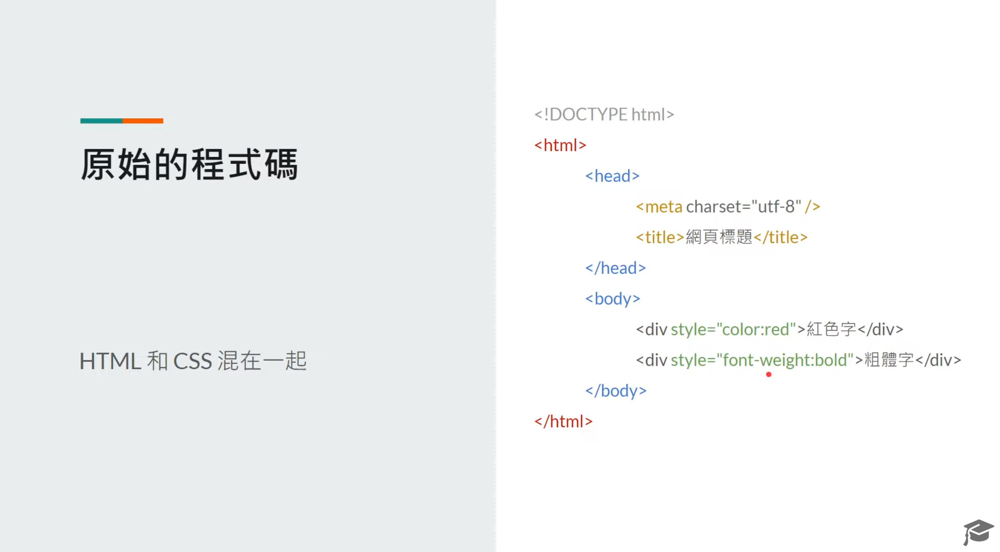 原始的程式碼
HTML 和 CSS 混在一起
<!DOCTYPE html>
<html>
<head>
<meta charset="utf-8" />
<title>網頁標題</title>
</head>
<body>
<div style="color:red">紅色字</div>
<div style="font-weight:bold">粗體字</div>
</body>
</html>